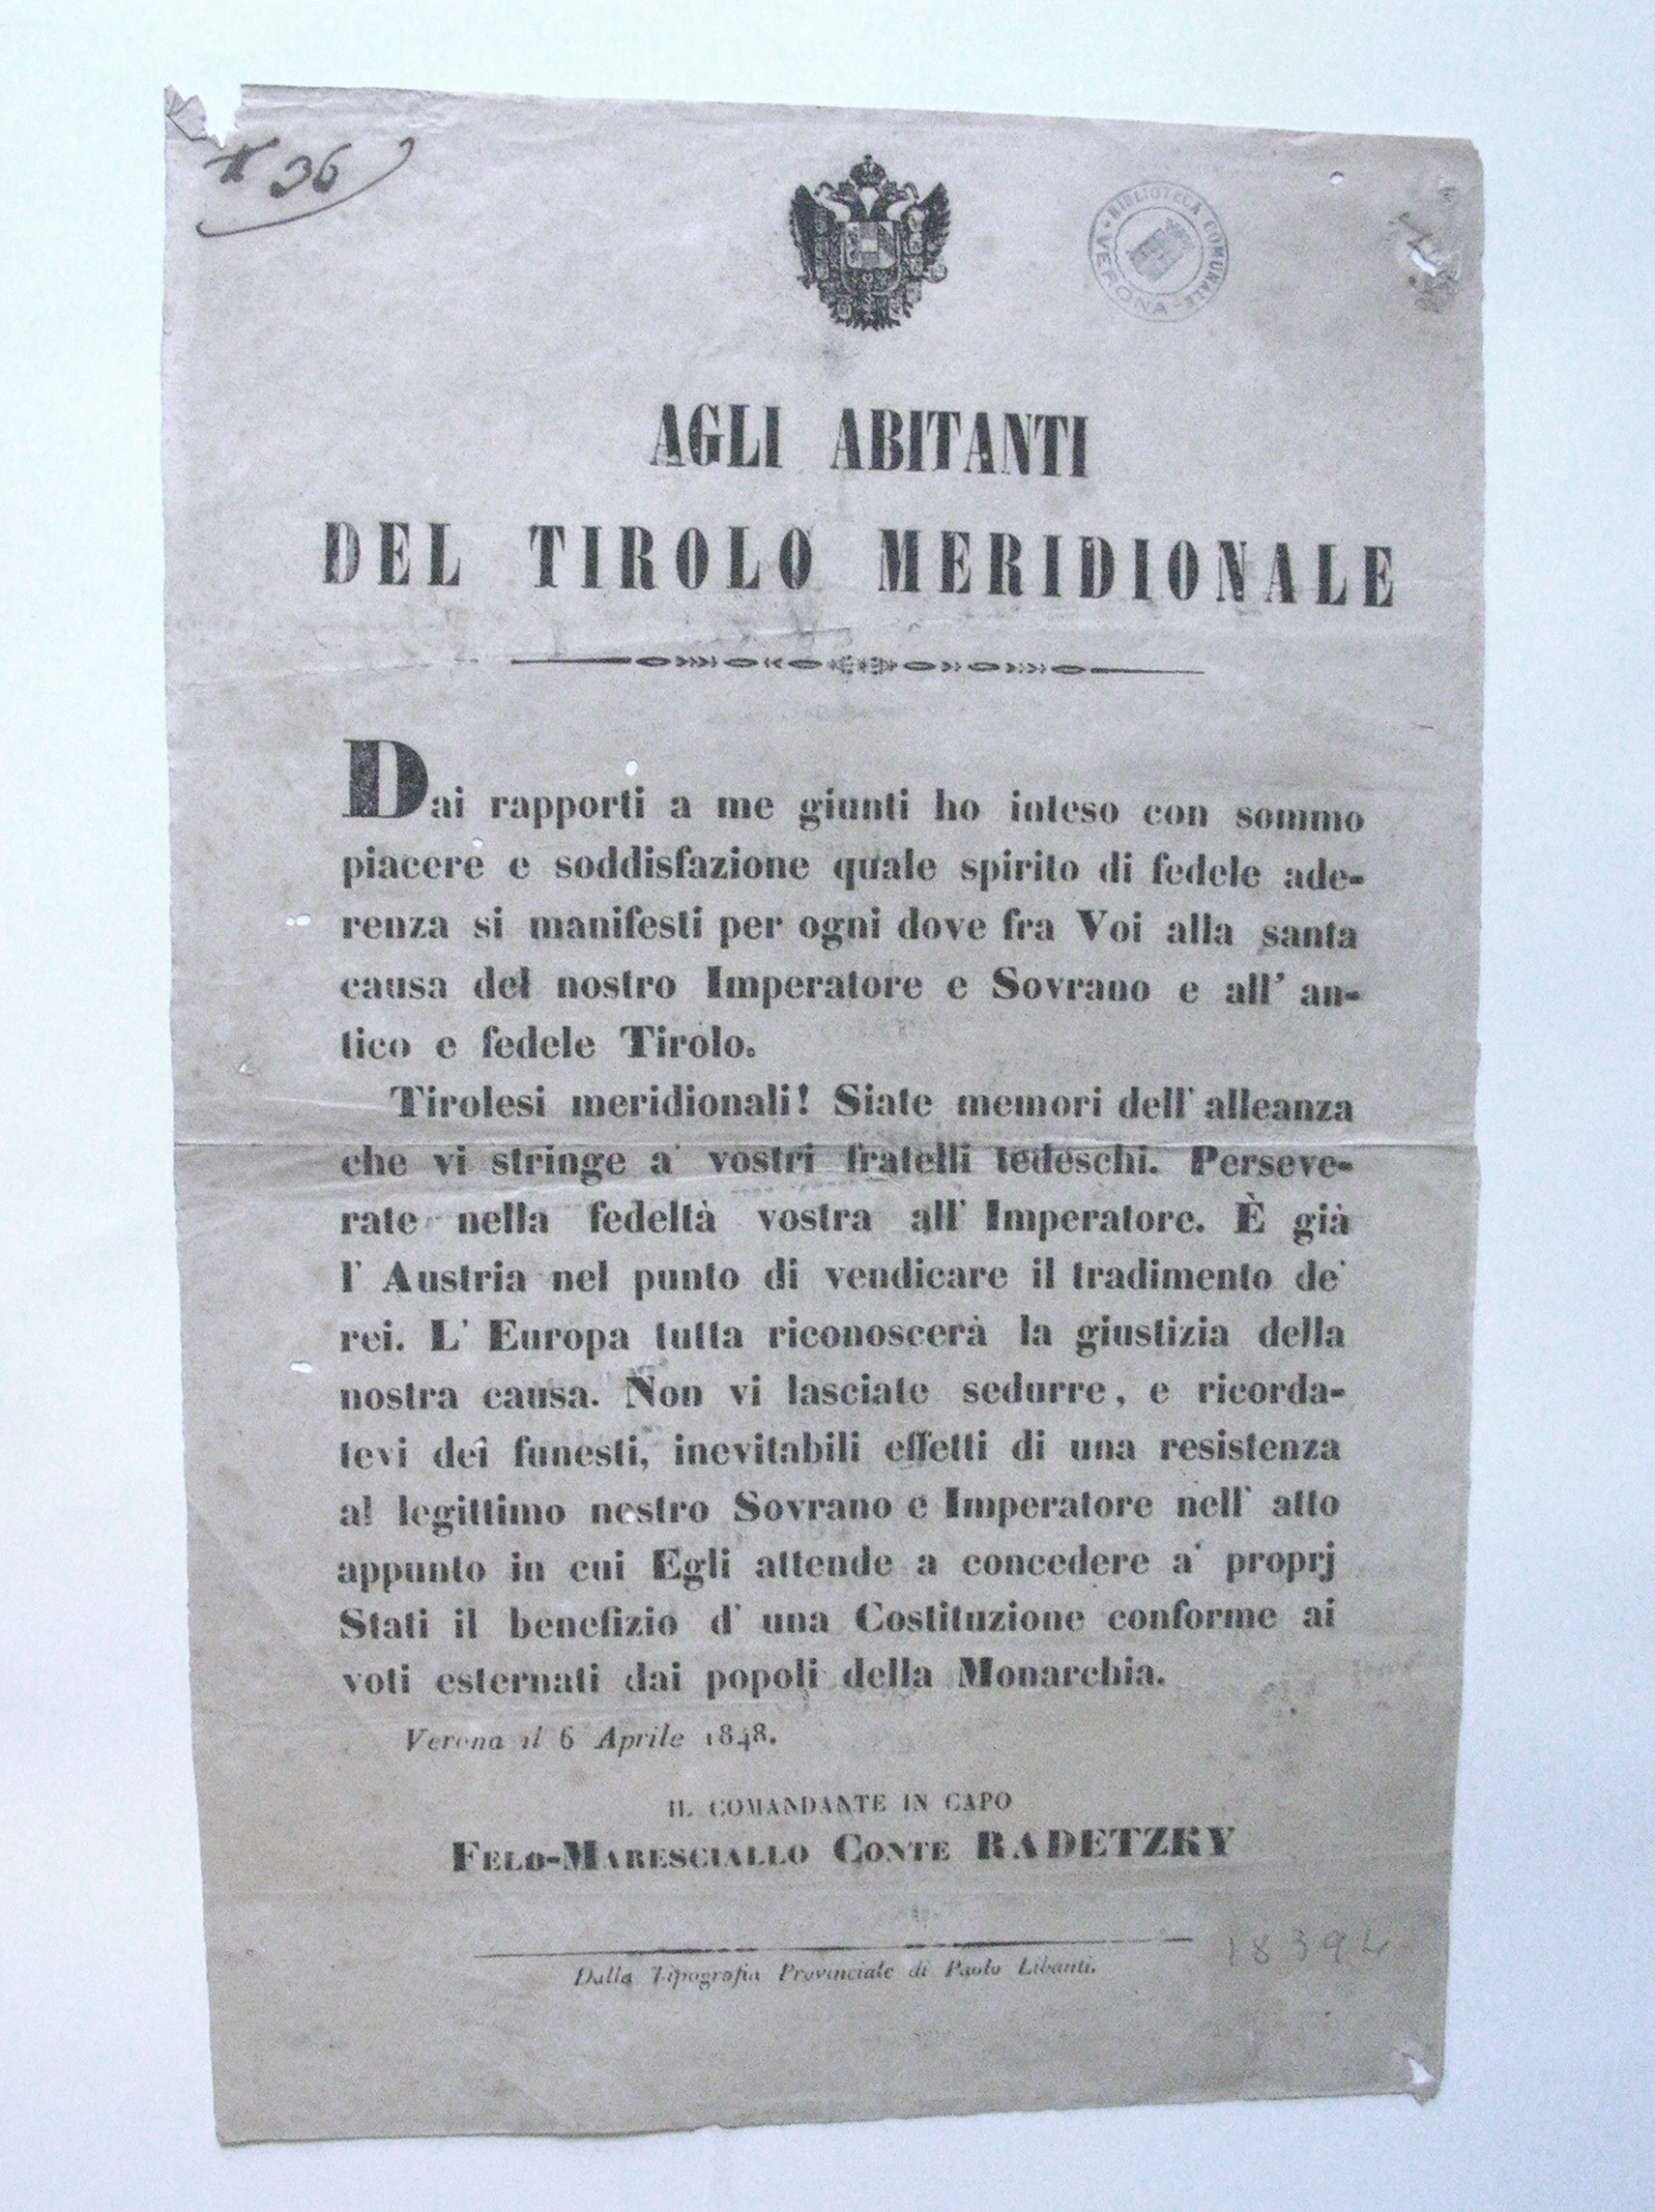 N 36
BIBLIOTECA COMUNALE
VERONA
AGLI ABITANTI
DEL TIROLO MERIDIONALE
Dai rapporti a me giunti ho inteso con sommo
piacere e soddisfazione quale spirito di fedele ade-
renza si manifesti per ogni dove fra Voi alla santa
causa del nostro Imperatore e Sovrano e all' an-
tico e fedele Tirolo.
Tirolesi meridionali! Siate memori dell' alleanza
che vi stringe a' vostri fratelli tedeschi. Perseve-
rate nella fedeltà vostra all' Imperatore. È già
l' Austria nel punto di vendicare il tradimento de'
rei. L' Europa tutta riconoscerà la giustizia della
nostra causa. Non vi lasciate sedurre, e ricorda-
tevi dei funesti, inevitabili effetti di una resistenza
al legittimo nostro Sovrano e Imperatore nell' atto
appunto in cui Egli attende a concedere a' proprj
Stati il benefizio d' una Costituzione conforme ai
voti esternati dai popoli della Monarchia.
Verona il 6 Aprile 1848.
IL COMANDANTE IN CAPO
FELD-MARESCIALLO CONTE RADETZKY
Dalla Tipografia Provinciale di Paolo Libanti.
18394